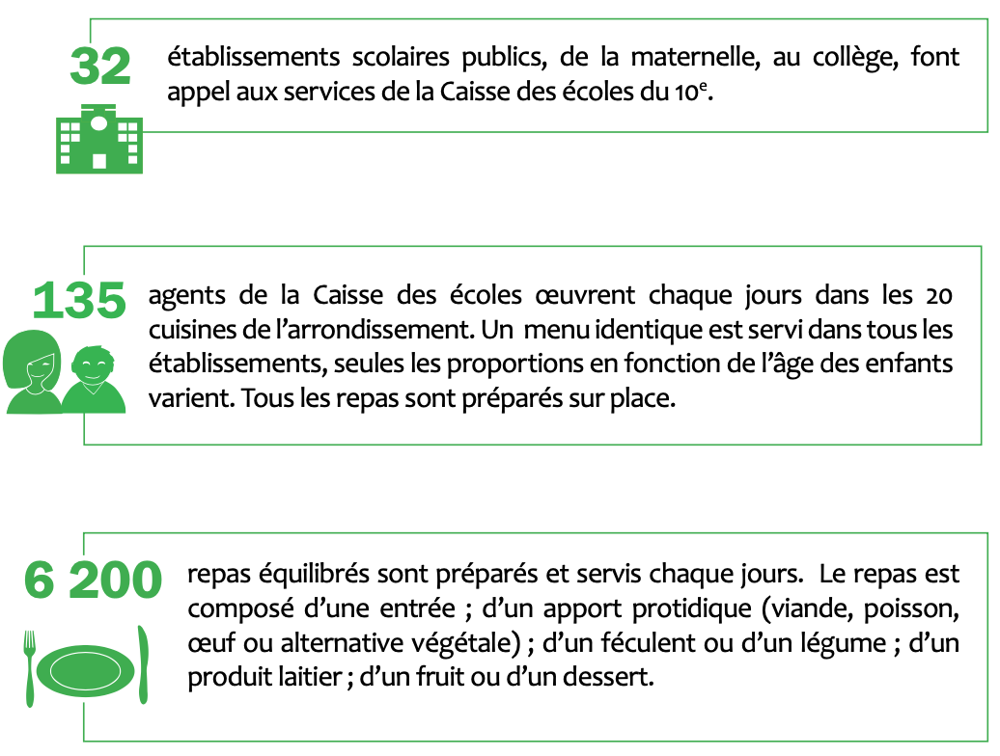 32
établissements scolaires publics, de la maternelle, au collège, font
appel aux services de la Caisse des écoles du 10e.
135
agents de la Caisse des écoles œuvrent chaque jours dans les 20
cuisines de l’arrondissement. Un  menu identique est servi dans tous les
établissements, seules les proportions en fonction de l’âge des enfants
varient. Tous les repas sont préparés sur place.
6 200
repas équilibrés sont préparés et servis chaque jours.  Le repas est
composé d’une entrée ; d’un apport protidique (viande, poisson,
œuf ou alternative végétale) ; d’un féculent ou d’un légume ; d’un
produit laitier ; d’un fruit ou d’un dessert.